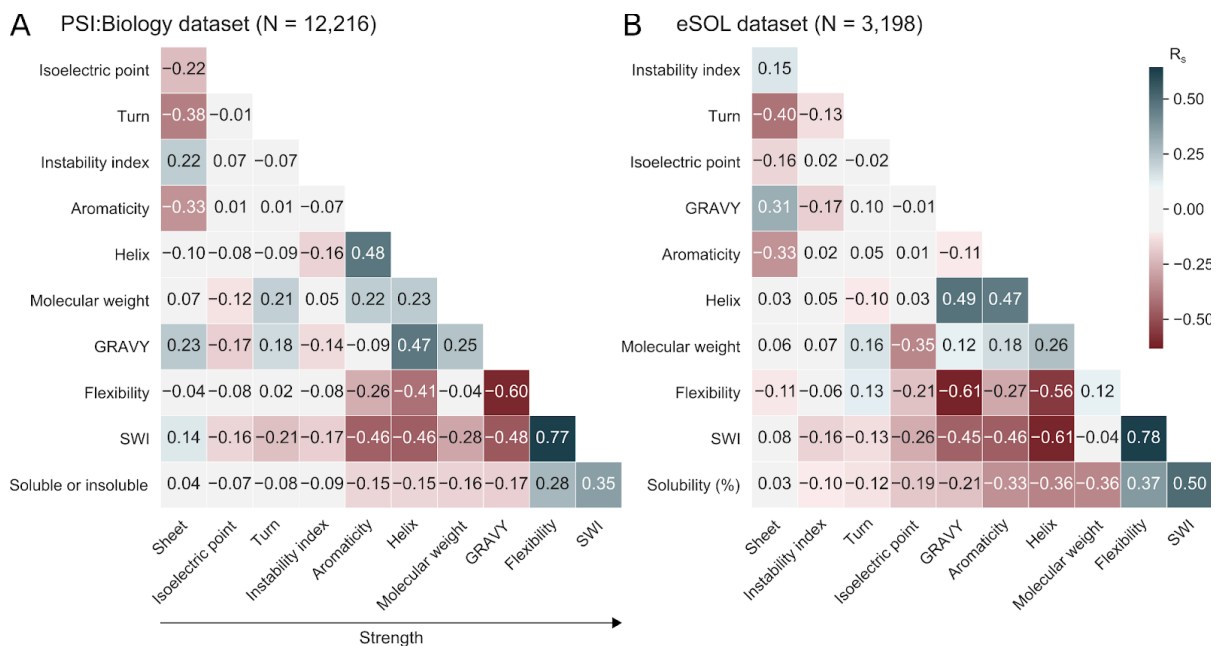 A PSI:Biology dataset (N = 12,216)
Isoelectric point −0.22
Turn −0.38 −0.01
Instability index 0.22 0.07 −0.07
Aromaticity −0.33 0.01 0.01 −0.07
Helix −0.10 −0.08 −0.09 −0.16 0.48
Molecular weight 0.07 −0.12 0.21 0.05 0.22 0.23
GRAVY 0.23 −0.17 0.18 −0.14 −0.09 0.47 0.25
Flexibility −0.04 −0.08 0.02 −0.08 −0.26 −0.41 −0.04 −0.60
SWI 0.14 −0.16 −0.21 −0.17 −0.46 −0.46 −0.28 −0.48 0.77
Soluble or insoluble 0.04 −0.07 −0.08 −0.09 −0.15 −0.15 −0.16 −0.17 0.28 0.35
Sheet
Isoelectric point
Turn
Instability index
Aromaticity
Helix
Molecular weight
GRAVY
Flexibility
SWI
Strength
B eSOL dataset (N = 3,198)
Instability index 0.15
Turn −0.40 −0.13
Isoelectric point −0.16 0.02 −0.02
GRAVY 0.31 −0.17 0.10 −0.01
Aromaticity −0.33 0.02 0.05 0.01 −0.11
Helix 0.03 0.05 −0.10 0.03 0.49 0.47
Molecular weight 0.06 0.07 0.16 −0.35 0.12 0.18 0.26
Flexibility −0.11 −0.06 0.13 −0.21 −0.61 −0.27 −0.56 0.12
SWI 0.08 −0.16 −0.13 −0.26 −0.45 −0.46 −0.61 −0.04 0.78
Solubility (%) 0.03 −0.10 −0.12 −0.19 −0.21 −0.33 −0.36 −0.36 0.37 0.50
Sheet
Instability index
Turn
Isoelectric point
GRAVY
Aromaticity
Helix
Molecular weight
Flexibility
SWI
Rs
0.50
0.25
0.00
−0.25
−0.50